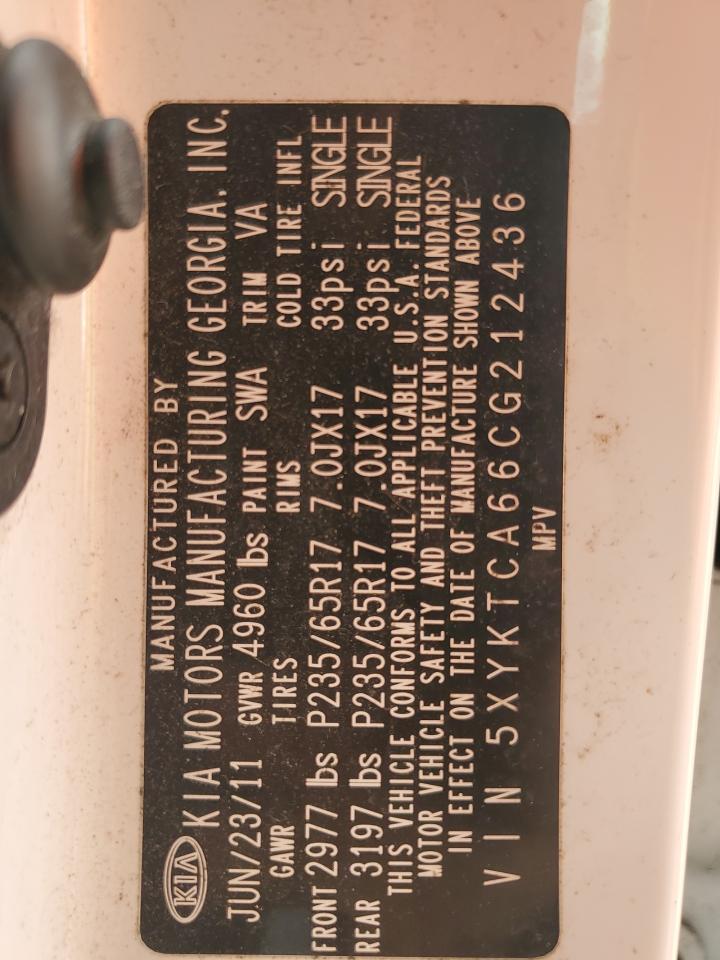 MANUFACTURED BY
KIA KIA MOTORS MANUFACTURING GEORGIA. INC.
JUN/23/11 GVWR 4960 lbs PAINT SWA TRIM VA
GAWR TIRES RIMS COLD TIRE INFL
FRONT 2977 lbs P235/65R17 7.0JX17 33psi SINGLE
REAR 3197 lbs P235/65R17 7.0JX17 33psi SINGLE
THIS VEHICLE CONFORMS TO ALL APPLICABLE U.S.A. FEDERAL
MOTOR VEHICLE SAFETY AND THEFT PREVENTION STANDARDS
IN EFFECT ON THE DATE OF MANUFACTURE SHOWN ABOVE
VIN 5XYKTCA66CG212436
MPV